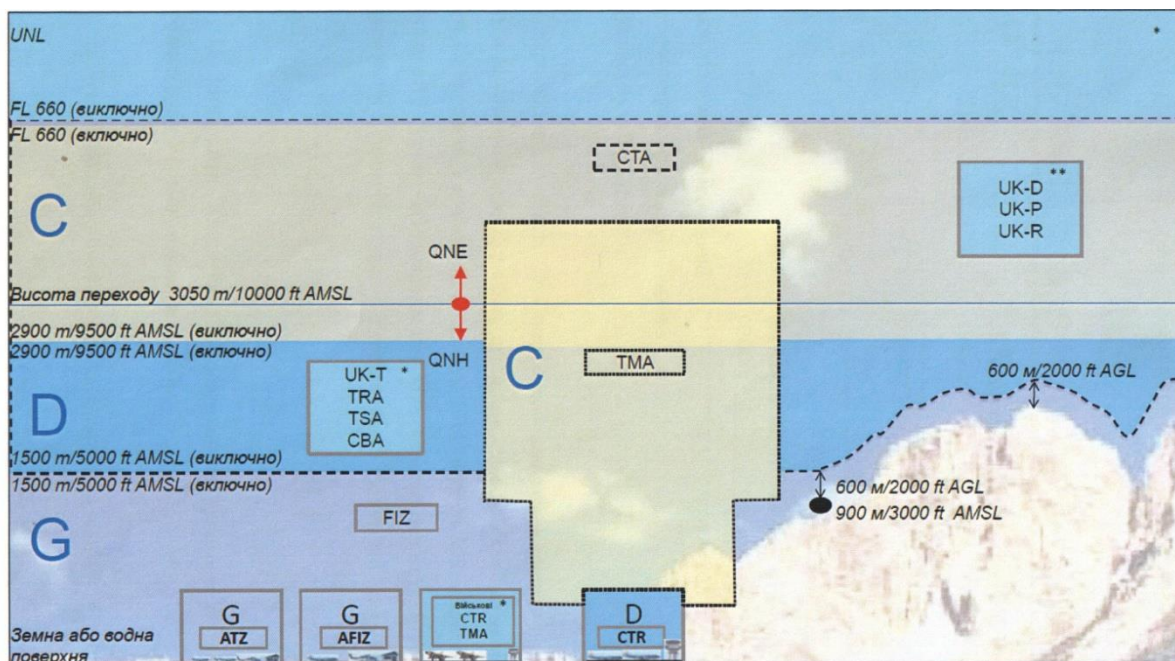 UNL
*
FL 660 (виключно)
FL 660 (включно)
CTA
C
UK-D **
UK-P
UK-R
QNE
Висота переходу 3050 m/10000 ft AMSL
2900 m/9500 ft AMSL (виключно)
2900 m/9500 ft AMSL (включно)
QNH
C
TMA
600 м/2000 ft AGL
UK-T *
TRA
TSA
CBA
D
1500 m/5000 ft AMSL (виключно)
1500 m/5000 ft AMSL (включно)
600 м/2000 ft AGL
900 м/3000 ft AMSL
FIZ
G
G
ATZ
G
AFIZ
Військові *
CTR
TMA
D
CTR
Земна або водна
поверхня